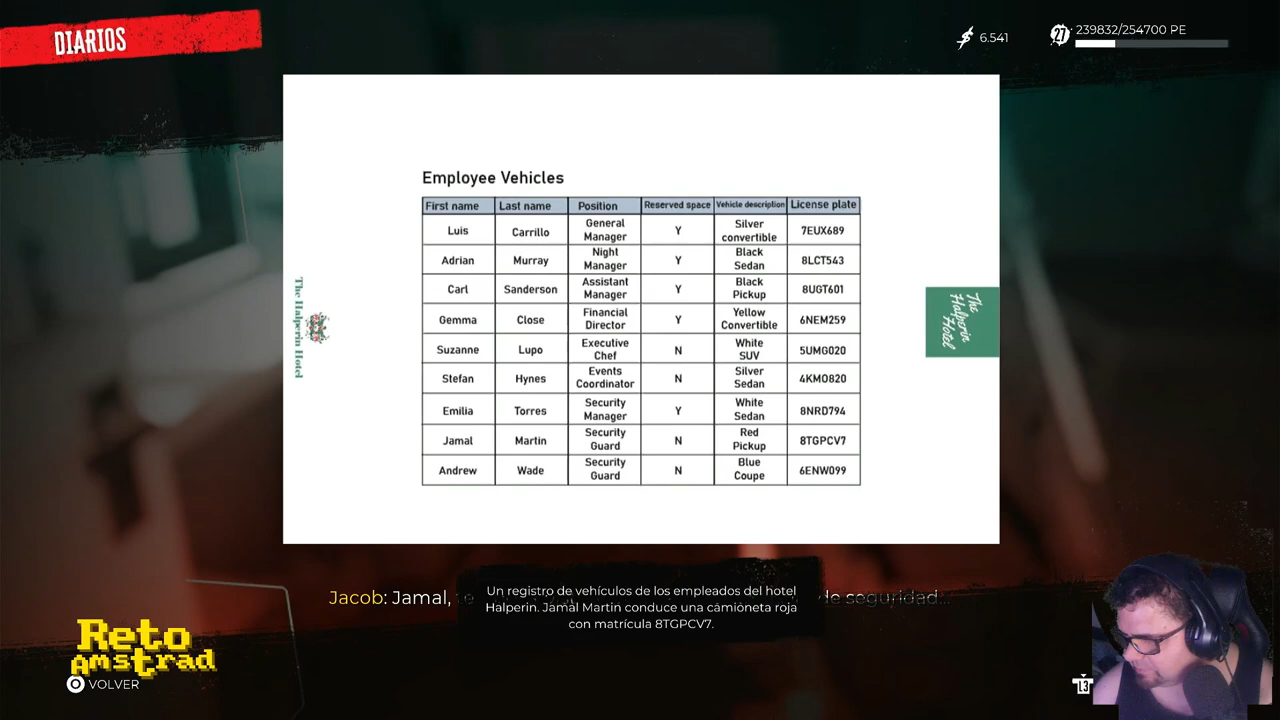 DIARIOS
6.541
27
239832/254700 PE
Employee Vehicles
First name Last name Position Reserved space Vehicle description License plate
Luis Carrillo General Manager Y Silver convertible 7EUX689
Adrian Murray Night Manager Y Black Sedan 8LCT543
Carl Sanderson Assistant Manager Y Black Pickup 8UGT601
Gemma Close Financial Director Y Yellow Convertible 6NEM259
Suzanne Lupo Executive Chef N White SUV 5UMG020
Stefan Hynes Events Coordinator N Silver Sedan 4KMO820
Emilia Torres Security Manager Y White Sedan 8NRD794
Jamal Martin Security Guard N Red Pickup 8TGPCV7
Andrew Wade Security Guard N Blue Coupe 6ENW099
The Halperin Hotel
The Halperin Hotel
Jacob: Jamal, de seguridad...
Un registro de vehículos de los empleados del hotel
Halperin. Jamal Martin conduce una camioneta roja
con matrícula 8TGPCV7.
Reto
Amstrad
VOLVER
L3